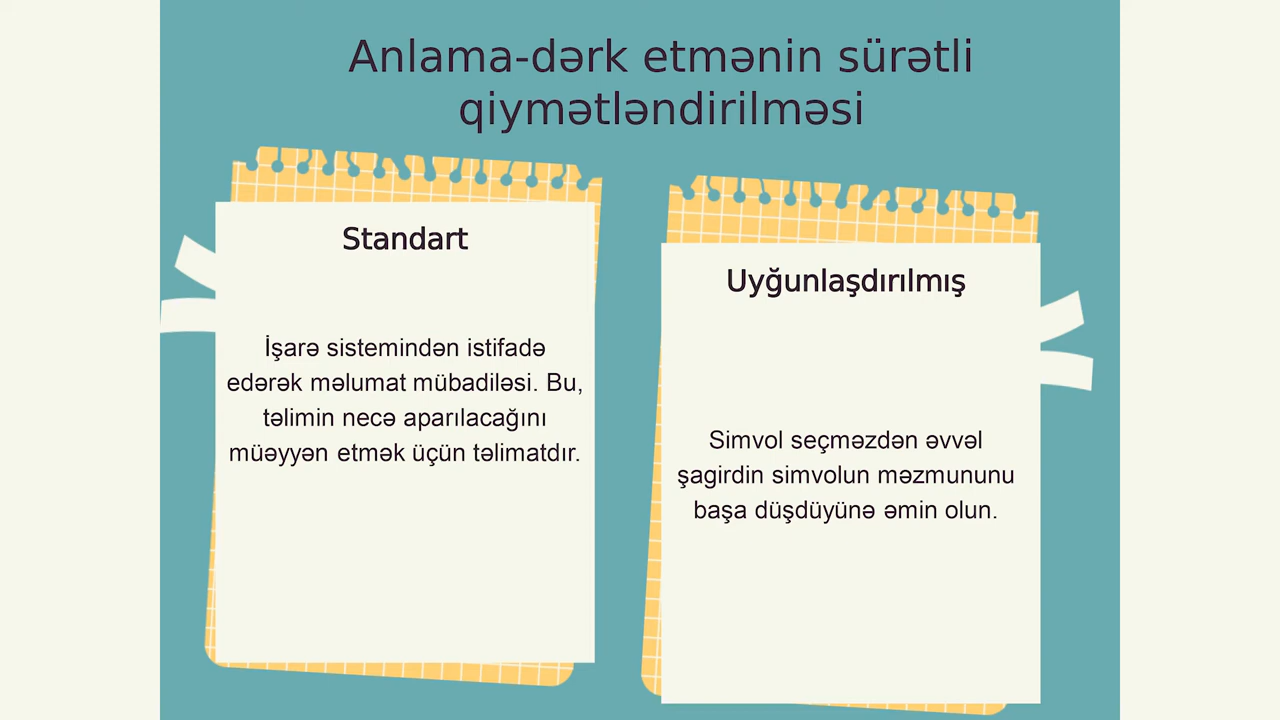 Anlama-dərk etmənin sürətli
qiymətləndirilməsi
Standart
İşarə sistemindən istifadə
edərək məlumat mübadiləsi. Bu,
təlimin necə aparılacağını
müəyyən etmək üçün təlimatdır.
Uyğunlaşdırılmış
Simvol seçməzdən əvvəl
şagirdin simvolun məzmununu
başa düşdüyünə əmin olun.